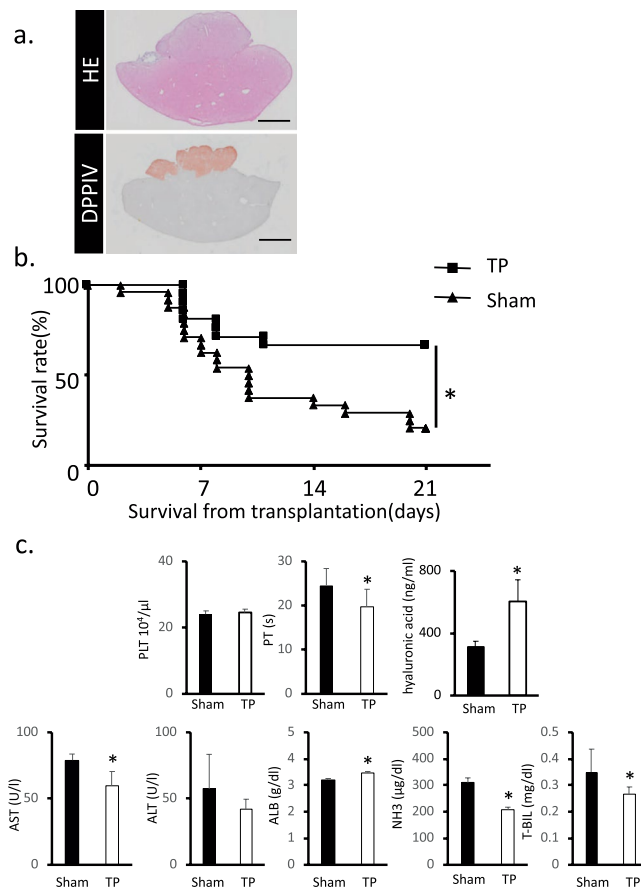 a.
HE
DPPIV
b.
TP
Sham
100
50
0
Survival rate(%)
*
0 7 14 21
Survival from transplantation(days)
c.
PLT 10⁴/µl
40
20
0
Sham TP
PT (s)
30
20
10
0
*
Sham TP
hyaluronic acid (ng/ml)
800
400
0
*
Sham TP
AST (U/l)
100
50
0
*
Sham TP
ALT (U/l)
100
50
0
Sham TP
ALB (g/dl)
5
4
3
2
1
0
*
Sham TP
NH3 (µg/dl)
500
400
300
200
100
0
*
Sham TP
T-BIL (mg/dl)
0.5
0.4
0.3
0.2
0.1
0
*
Sham TP